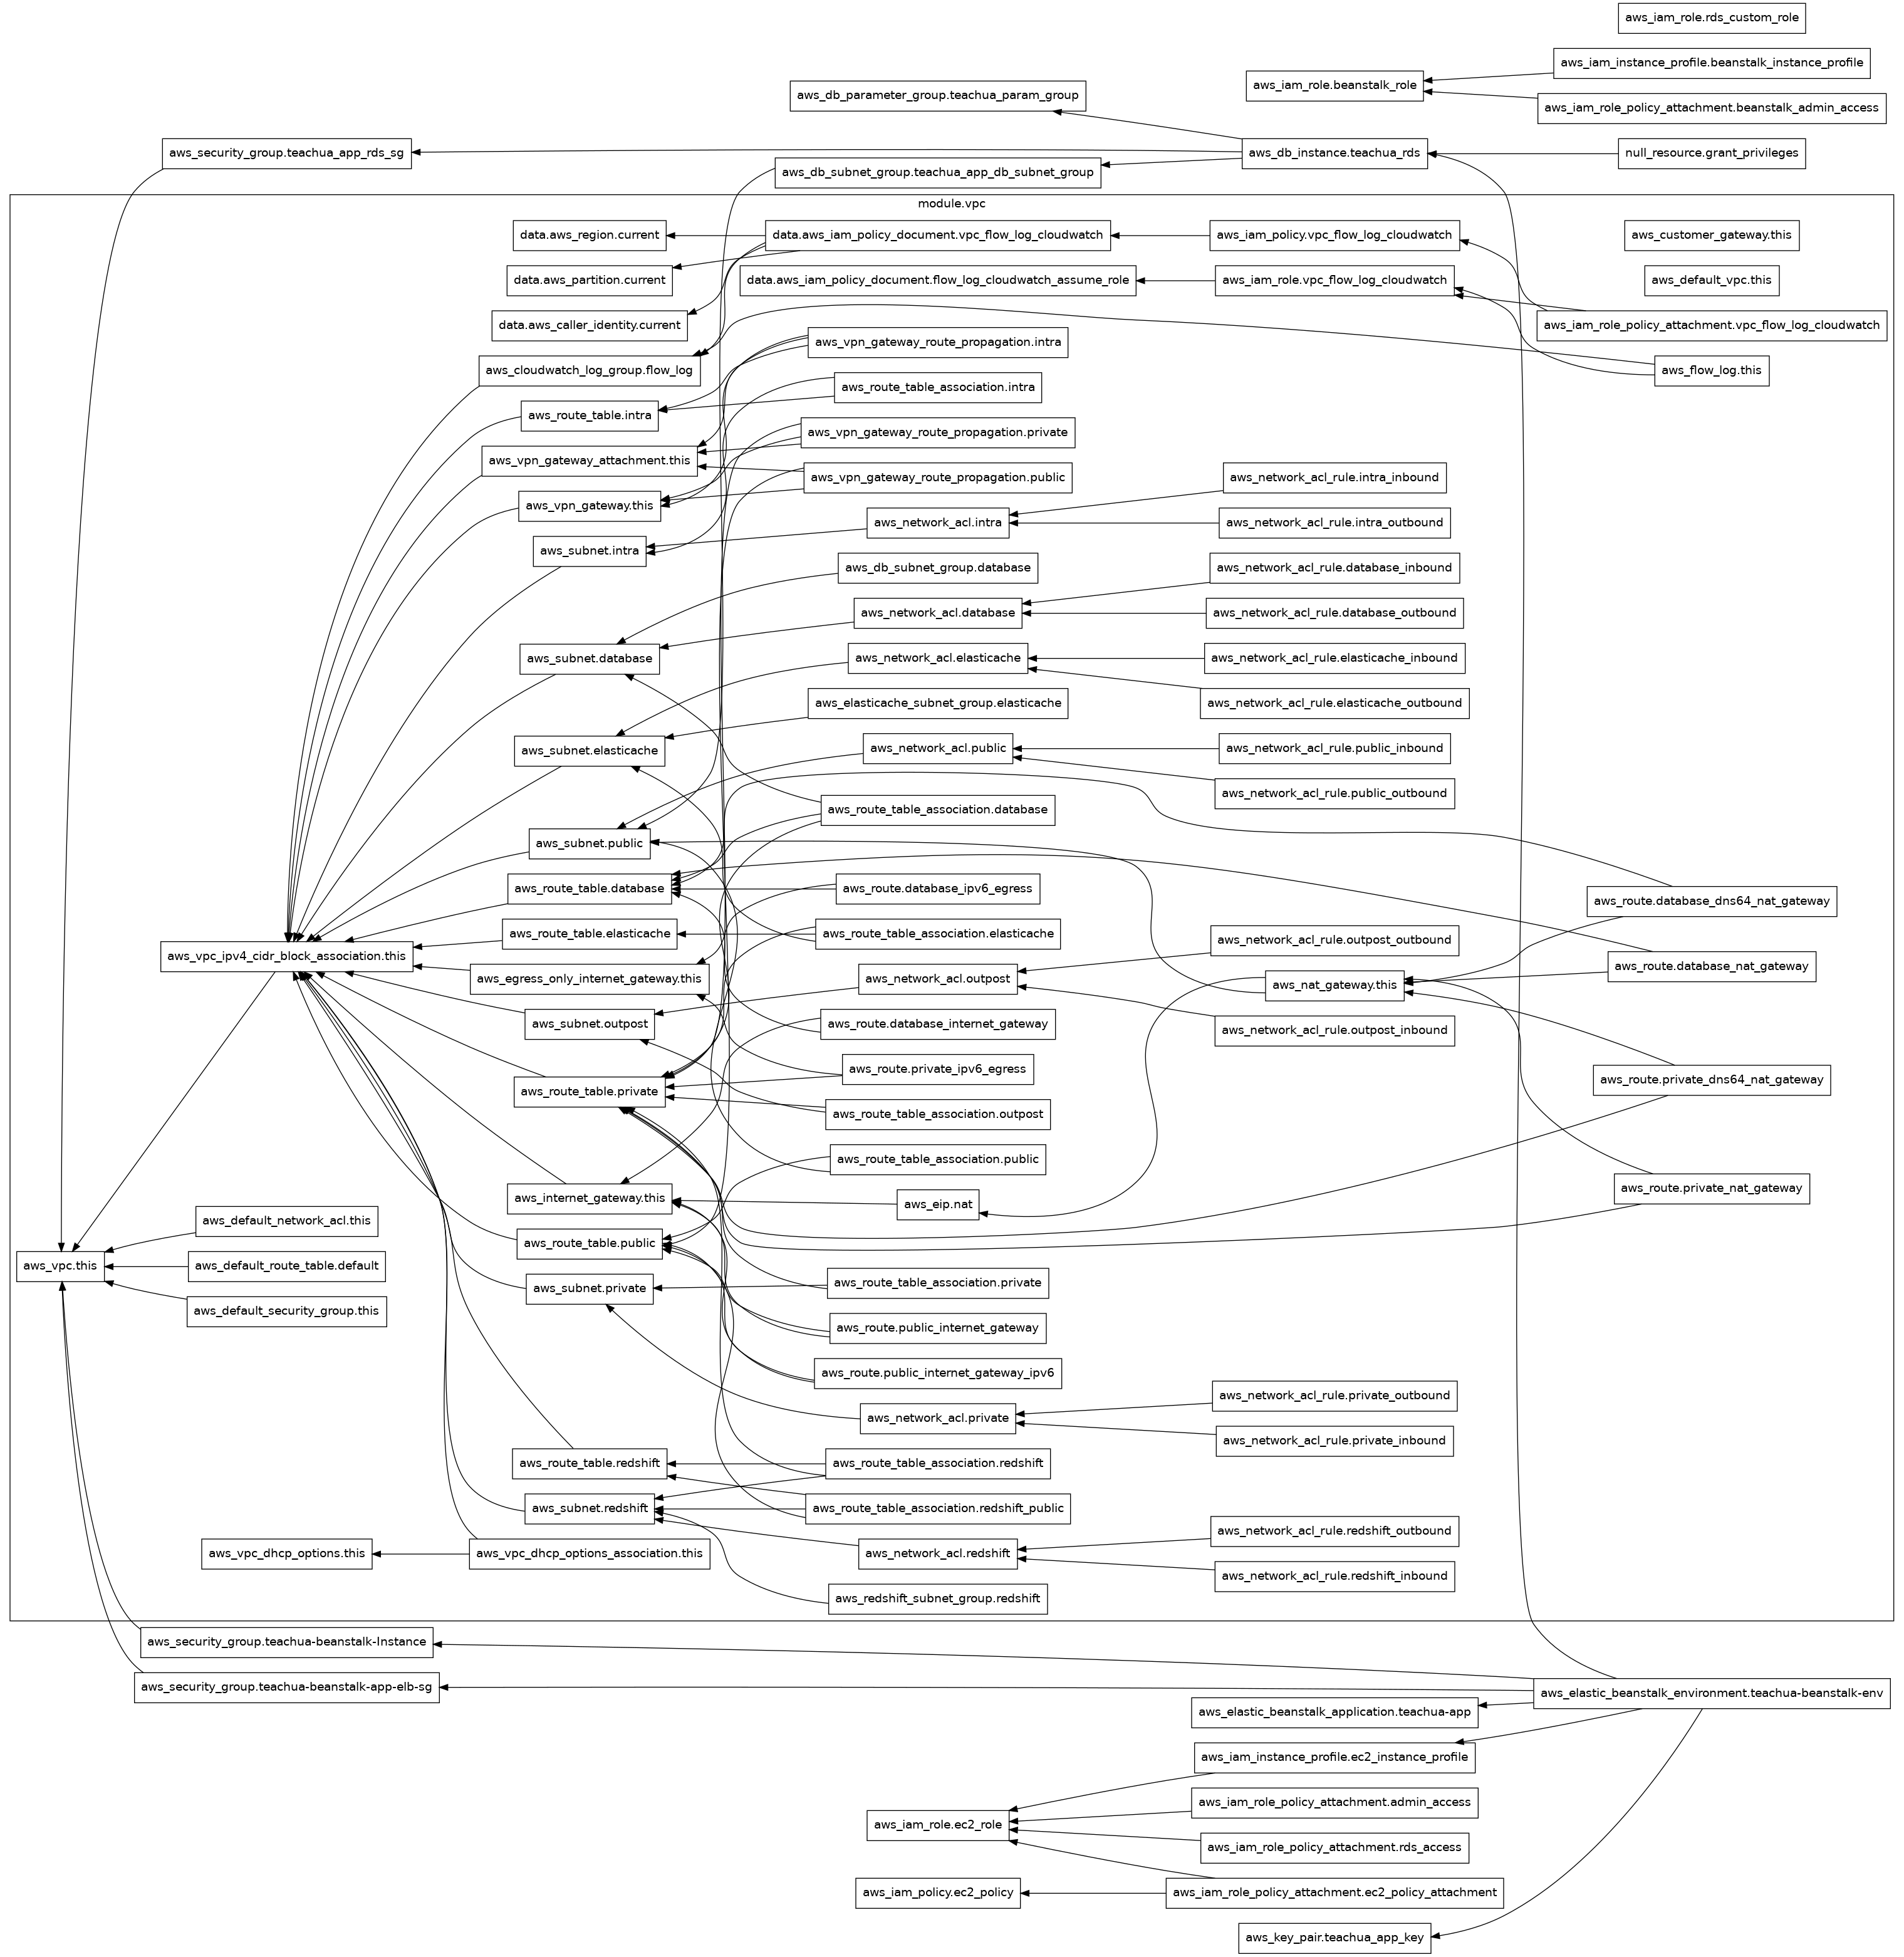 aws_iam_role.rds_custom_role
aws_iam_instance_profile.beanstalk_instance_profile
aws_iam_role.beanstalk_role
aws_db_parameter_group.teachua_param_group
aws_iam_role_policy_attachment.beanstalk_admin_access
aws_security_group.teachua_app_rds_sg
aws_db_instance.teachua_rds
null_resource.grant_privileges
aws_db_subnet_group.teachua_app_db_subnet_group
module.vpc
data.aws_region.current
data.aws_iam_policy_document.vpc_flow_log_cloudwatch
aws_iam_policy.vpc_flow_log_cloudwatch
aws_customer_gateway.this
data.aws_partition.current
data.aws_iam_policy_document.flow_log_cloudwatch_assume_role
aws_iam_role.vpc_flow_log_cloudwatch
aws_default_vpc.this
data.aws_caller_identity.current
aws_iam_role_policy_attachment.vpc_flow_log_cloudwatch
aws_vpn_gateway_route_propagation.intra
aws_cloudwatch_log_group.flow_log
aws_flow_log.this
aws_route_table_association.intra
aws_route_table.intra
aws_vpn_gateway_route_propagation.private
aws_vpn_gateway_attachment.this
aws_vpn_gateway_route_propagation.public
aws_network_acl_rule.intra_inbound
aws_vpn_gateway.this
aws_network_acl.intra
aws_network_acl_rule.intra_outbound
aws_subnet.intra
aws_db_subnet_group.database
aws_network_acl_rule.database_inbound
aws_network_acl.database
aws_network_acl_rule.database_outbound
aws_subnet.database
aws_network_acl.elasticache
aws_network_acl_rule.elasticache_inbound
aws_elasticache_subnet_group.elasticache
aws_network_acl_rule.elasticache_outbound
aws_subnet.elasticache
aws_network_acl.public
aws_network_acl_rule.public_inbound
aws_network_acl_rule.public_outbound
aws_route_table_association.database
aws_subnet.public
aws_route_table.database
aws_route.database_ipv6_egress
aws_route.database_dns64_nat_gateway
aws_route_table.elasticache
aws_route_table_association.elasticache
aws_network_acl_rule.outpost_outbound
aws_vpc_ipv4_cidr_block_association.this
aws_route.database_nat_gateway
aws_egress_only_internet_gateway.this
aws_network_acl.outpost
aws_nat_gateway.this
aws_subnet.outpost
aws_route.database_internet_gateway
aws_network_acl_rule.outpost_inbound
aws_route.private_ipv6_egress
aws_route.private_dns64_nat_gateway
aws_route_table.private
aws_route_table_association.outpost
aws_route_table_association.public
aws_route.private_nat_gateway
aws_internet_gateway.this
aws_eip.nat
aws_default_network_acl.this
aws_route_table.public
aws_vpc.this
aws_default_route_table.default
aws_subnet.private
aws_route_table_association.private
aws_default_security_group.this
aws_route.public_internet_gateway
aws_route.public_internet_gateway_ipv6
aws_network_acl_rule.private_outbound
aws_network_acl.private
aws_network_acl_rule.private_inbound
aws_route_table.redshift
aws_route_table_association.redshift
aws_subnet.redshift
aws_route_table_association.redshift_public
aws_network_acl_rule.redshift_outbound
aws_vpc_dhcp_options.this
aws_vpc_dhcp_options_association.this
aws_network_acl.redshift
aws_network_acl_rule.redshift_inbound
aws_redshift_subnet_group.redshift
aws_security_group.teachua-beanstalk-Instance
aws_security_group.teachua-beanstalk-app-elb-sg
aws_elastic_beanstalk_environment.teachua-beanstalk-env
aws_elastic_beanstalk_application.teachua-app
aws_iam_instance_profile.ec2_instance_profile
aws_iam_role_policy_attachment.admin_access
aws_iam_role.ec2_role
aws_iam_role_policy_attachment.rds_access
aws_iam_policy.ec2_policy
aws_iam_role_policy_attachment.ec2_policy_attachment
aws_key_pair.teachua_app_key